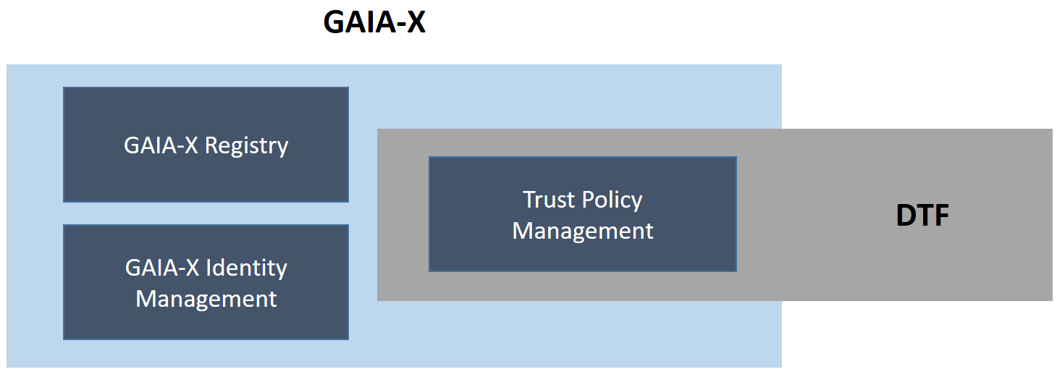 GAIA-X
GAIA-X Registry
GAIA-X Identity
Management
Trust Policy
Management
DTF